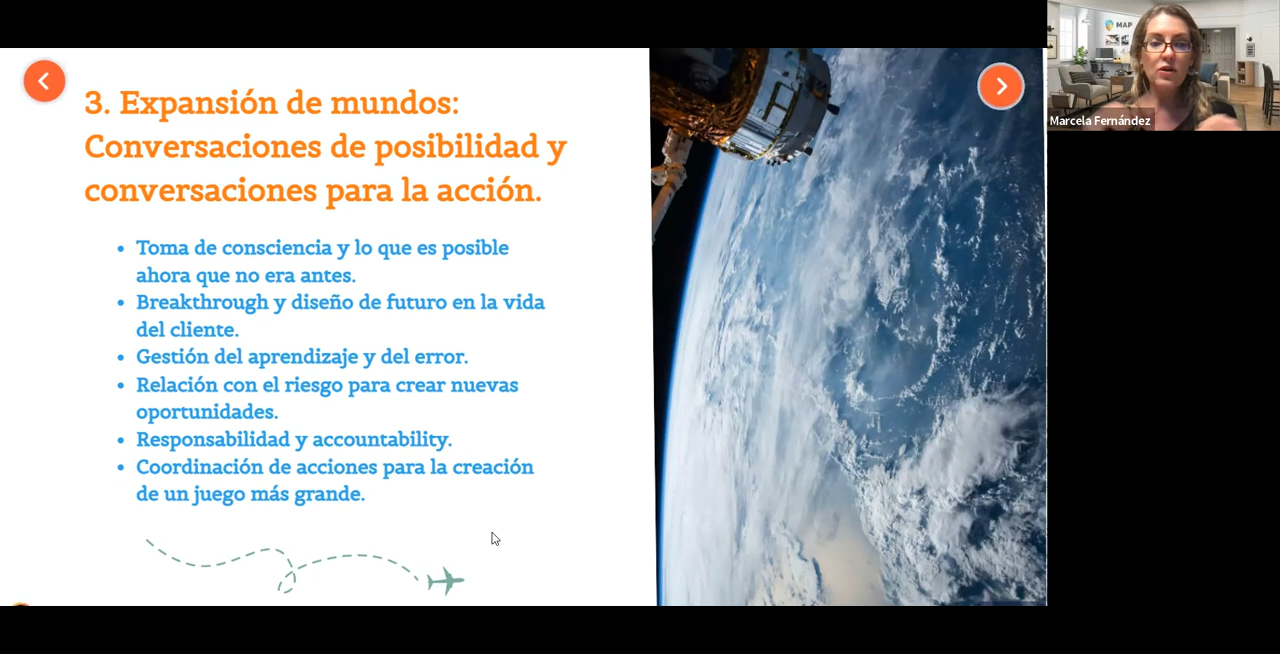 3. Expansión de mundos:
Conversaciones de posibilidad y
conversaciones para la acción.
• Toma de consciencia y lo que es posible
ahora que no era antes.
• Breakthrough y diseño de futuro en la vida
del cliente.
• Gestión del aprendizaje y del error.
• Relación con el riesgo para crear nuevas
oportunidades.
• Responsabilidad y accountability.
• Coordinación de acciones para la creación
de un juego más grande.
MAP
Marcela Fernández